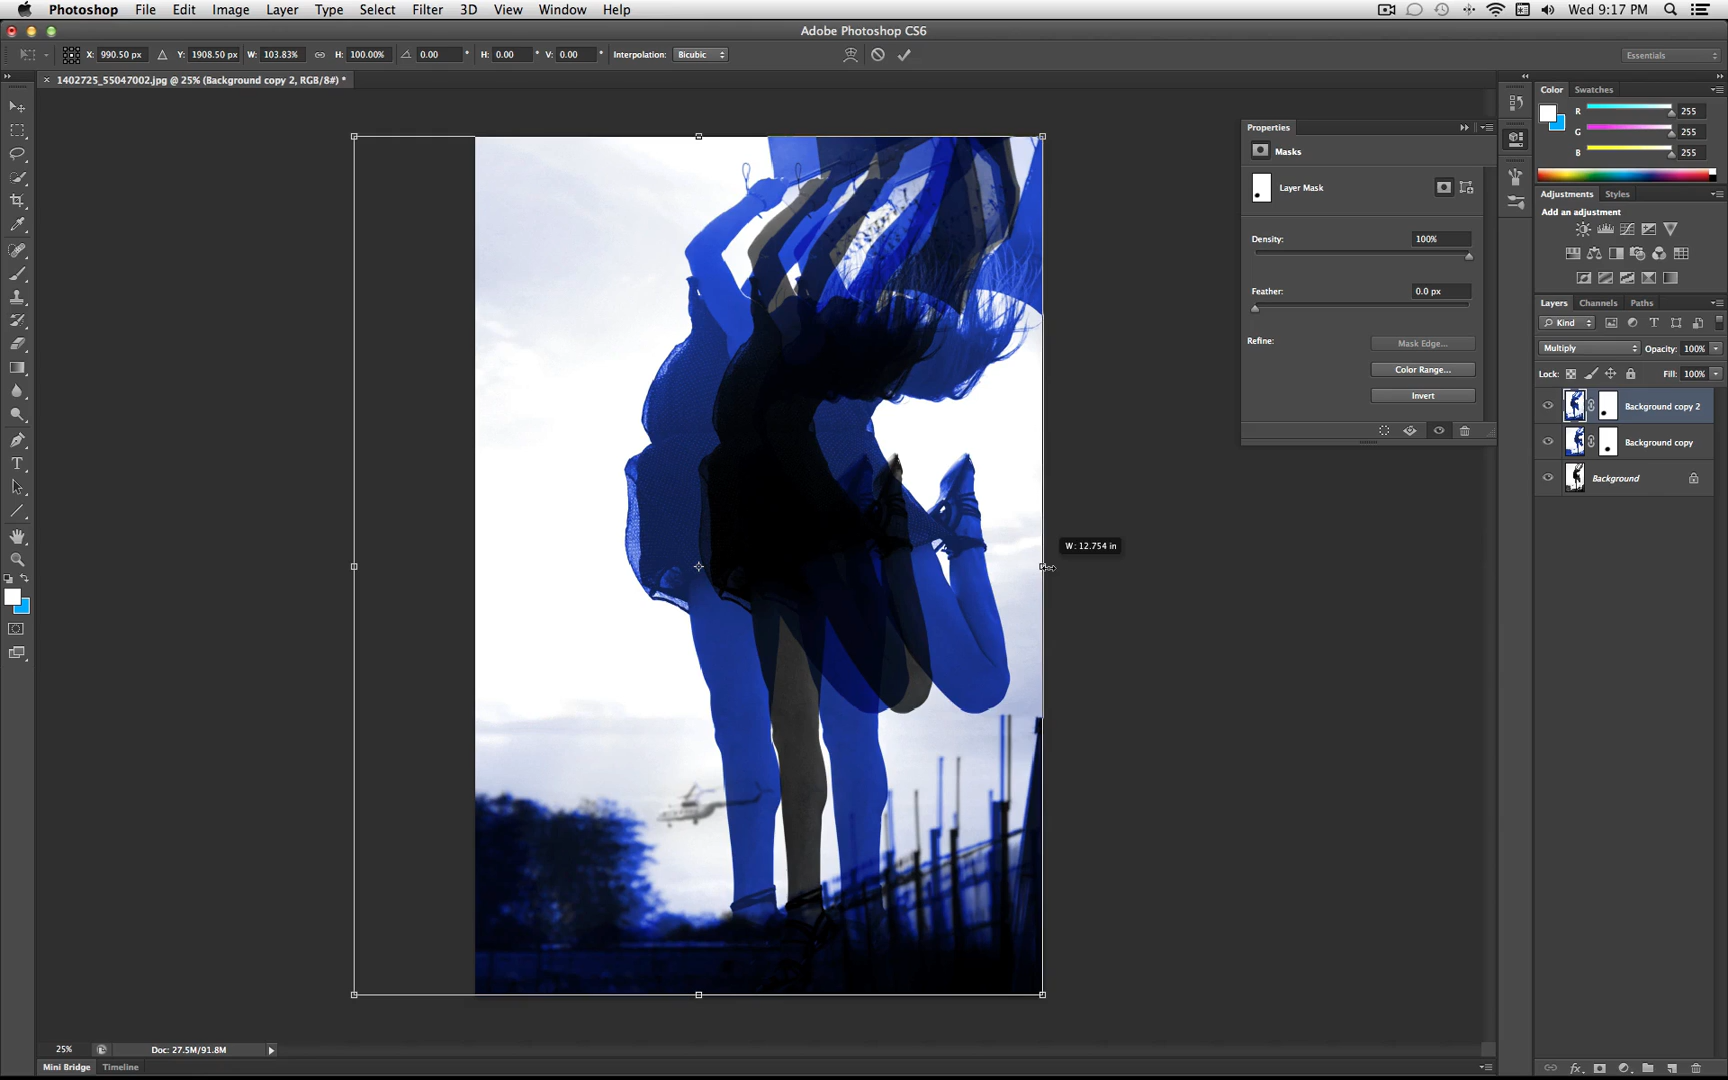 Photoshop File Edit Image Layer Type Select Filter 3D View Window Help Wed 9:17 PM
Adobe Photoshop CS6
X: 990.50 px Y: 1908.50 px W: 103.83% H: 100.00% 0.00 ° H: 0.00 ° V: 0.00 ° Interpolation: Bicubic Essentials
× 1402725_55047002.jpg @ 25% (Background copy 2, RGB/8#) *
Color Swatches
R 255
G 255
B 255
Properties
Masks
Layer Mask
Density: 100%
Feather: 0.0 px
Refine: Mask Edge...
Color Range...
Invert
Adjustments Styles
Add an adjustment
Layers Channels Paths
Kind
Multiply Opacity: 100%
Lock: Fill: 100%
Background copy 2
Background copy
Background
W: 12.754 in
25% Doc: 27.5M/91.8M
Mini Bridge Timeline